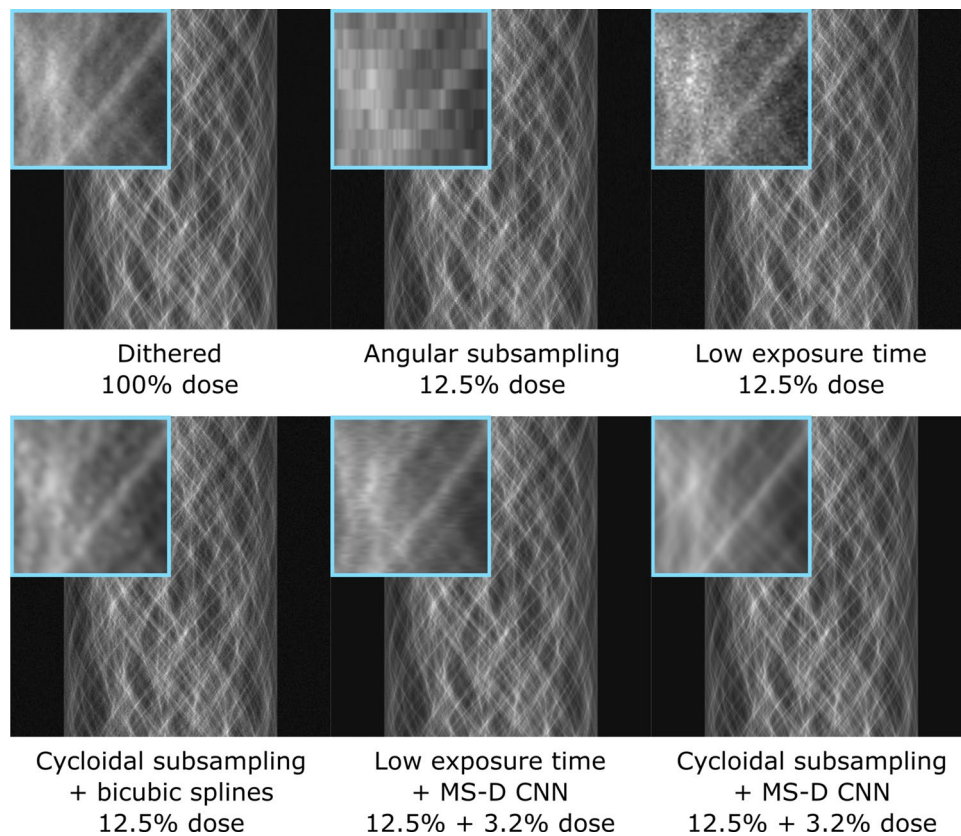 Dithered
100% dose
Angular subsampling
12.5% dose
Low exposure time
12.5% dose
Cycloidal subsampling
+ bicubic splines
12.5% dose
Low exposure time
+ MS-D CNN
12.5% + 3.2% dose
Cycloidal subsampling
+ MS-D CNN
12.5% + 3.2% dose